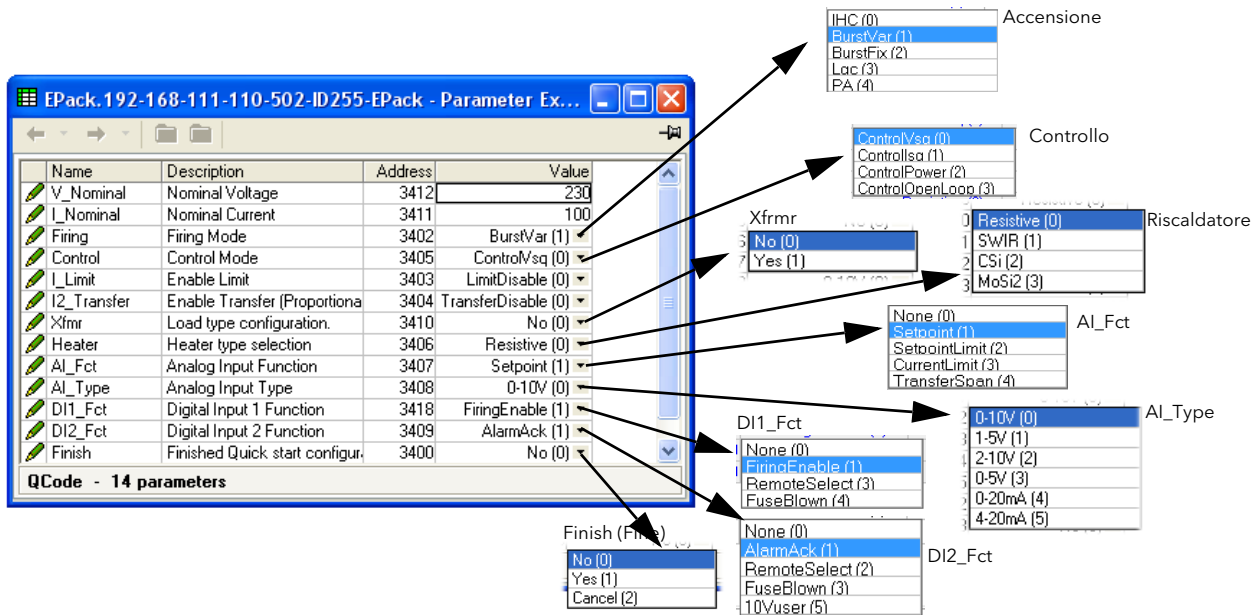 IHC (0)
BurstVar (1)
BurstFix (2)
Lac (3)
PA (4)
Accensione
EPack.192-168-111-110-502-ID255-EPack - Parameter Ex...
Name Description Address Value
V_Nominal Nominal Voltage 3412 230
I_Nominal Nominal Current 3411 100
Firing Firing Mode 3402 BurstVar (1)
Control Control Mode 3405 ControlVsq (0)
I_Limit Enable Limit 3403 LimitDisable (0)
I2_Transfer Enable Transfer (Proportiona 3404 TransferDisable (0)
Xfmr Load type configuration. 3410 No (0)
Heater Heater type selection 3406 Resistive (0)
AI_Fct Analog Input Function 3407 Setpoint (1)
AI_Type Analog Input Type 3408 0-10V (0)
DI1_Fct Digital Input 1 Function 3418 FiringEnable (1)
DI2_Fct Digital Input 2 Function 3409 AlarmAck (1)
Finish Finished Quick start configur. 3400 No (0)
QCode - 14 parameters
ControlVsq (0)
ControlIsq (1)
ControlPower (2)
ControlOpenLoop (3)
Controllo
Xfrmr
No (0)
Yes (1)
Resistive (0)
SWIR (1)
CSi (2)
MoSi2 (3)
Riscaldatore
None (0)
Setpoint (1)
SetpointLimit (2)
CurrentLimit (3)
TransferSpan (4)
AI_Fct
0-10V (0)
1-5V (1)
2-10V (2)
0-5V (3)
0-20mA (4)
4-20mA (5)
AI_Type
DI1_Fct
None (0)
FiringEnable (1)
RemoteSelect (3)
FuseBlown (4)
None (0)
AlarmAck (1)
RemoteSelect (2)
FuseBlown (3)
10Vuser (5)
DI2_Fct
Finish (Fine)
No (0)
Yes (1)
Cancel (2)